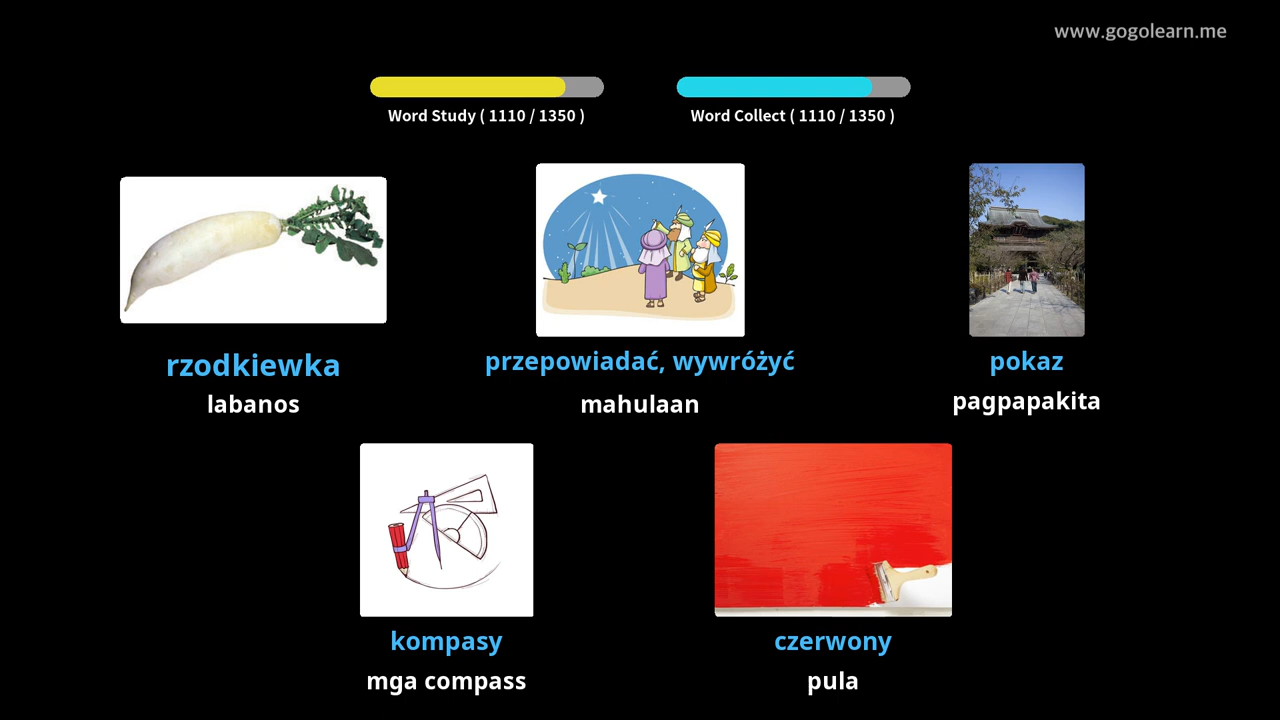 www.gogolearn.me
Word Study ( 1110 / 1350 )
Word Collect ( 1110 / 1350 )
rzodkiewka
labanos
przepowiadać, wywróżyć
mahulaan
pokaz
pagpapakita
kompasy
mga compass
czerwony
pula